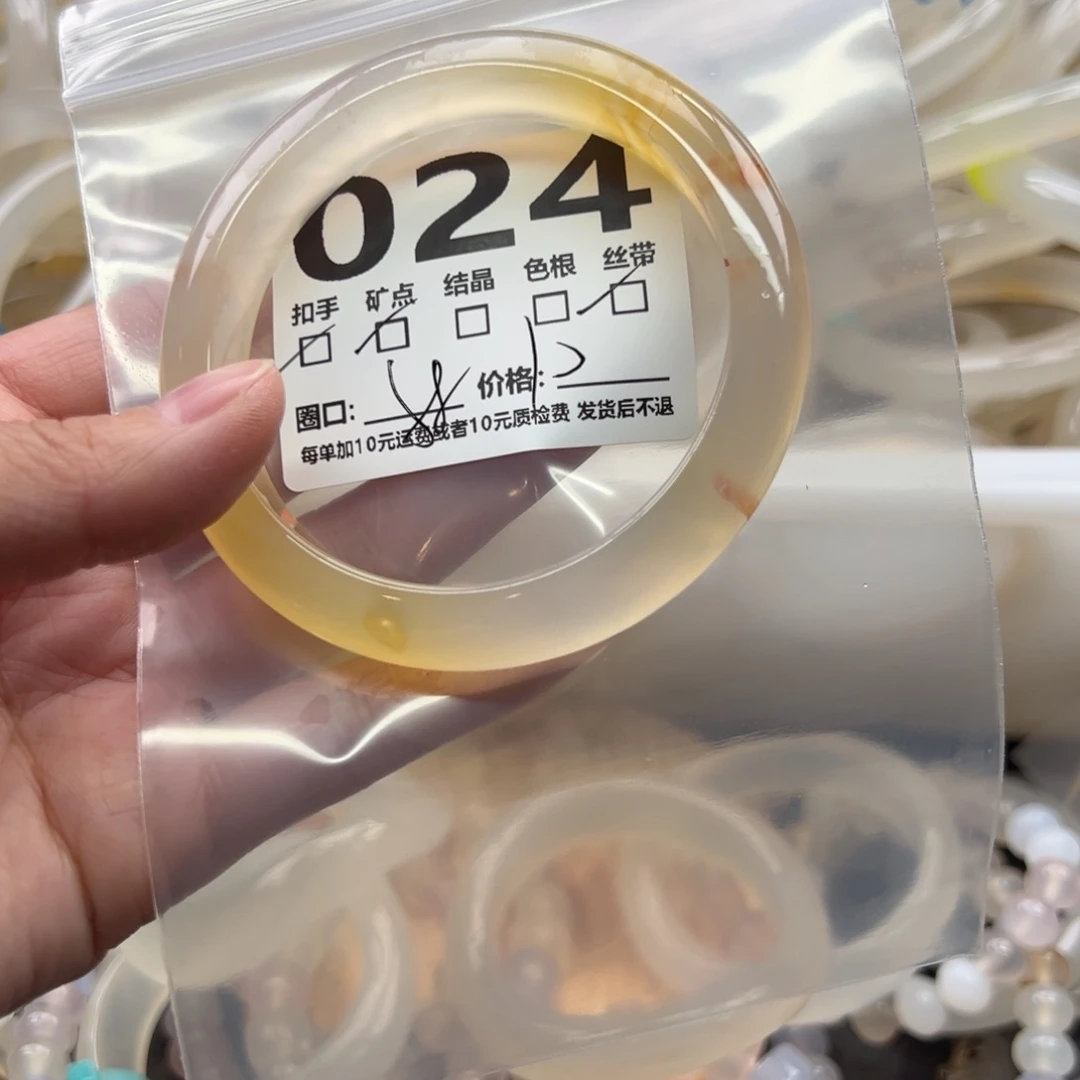 024
扣手 矿点 结晶 色根 丝带
圈口: 价格:
每单加10元运费或者10元质检费 发货后不退